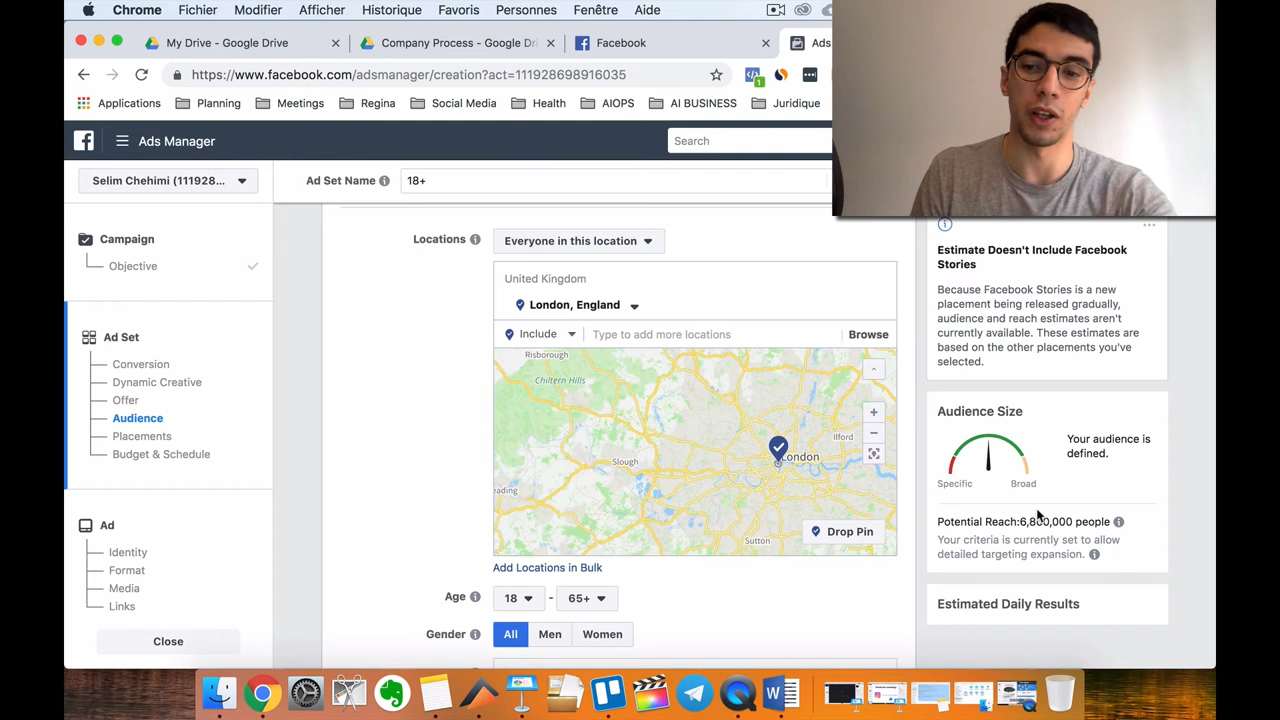 Chrome Fichier Modifier Afficher Historique Favoris Personnes Fenêtre Aide
My Drive - Google Drive
Company Process - Google Dri
Facebook
Ads
https://www.facebook.com/adsmanager/creation?act=111928698916035
Applications Planning Meetings Regina Social Media Health AIOPS AI BUSINESS Juridique
Ads Manager
Search
Selim Chehimi (111928...
Ad Set Name 18+
Campaign
Objective
Ad Set
Conversion
Dynamic Creative
Offer
Audience
Placements
Budget & Schedule
Ad
Identity
Format
Media
Links
Close
Locations
Everyone in this location
United Kingdom
London, England
Include
Type to add more locations
Browse
Risborough
Chiltern Hills
Ilford
London
Slough
eading
Sutton
Drop Pin
Add Locations in Bulk
Age 18 - 65+
Gender All Men Women
Estimate Doesn't Include Facebook
Stories
Because Facebook Stories is a new
placement being released gradually,
audience and reach estimates aren't
currently available. These estimates are
based on the other placements you've
selected.
Audience Size
Your audience is
defined.
Specific Broad
Potential Reach:6,800,000 people
Your criteria is currently set to allow
detailed targeting expansion.
Estimated Daily Results